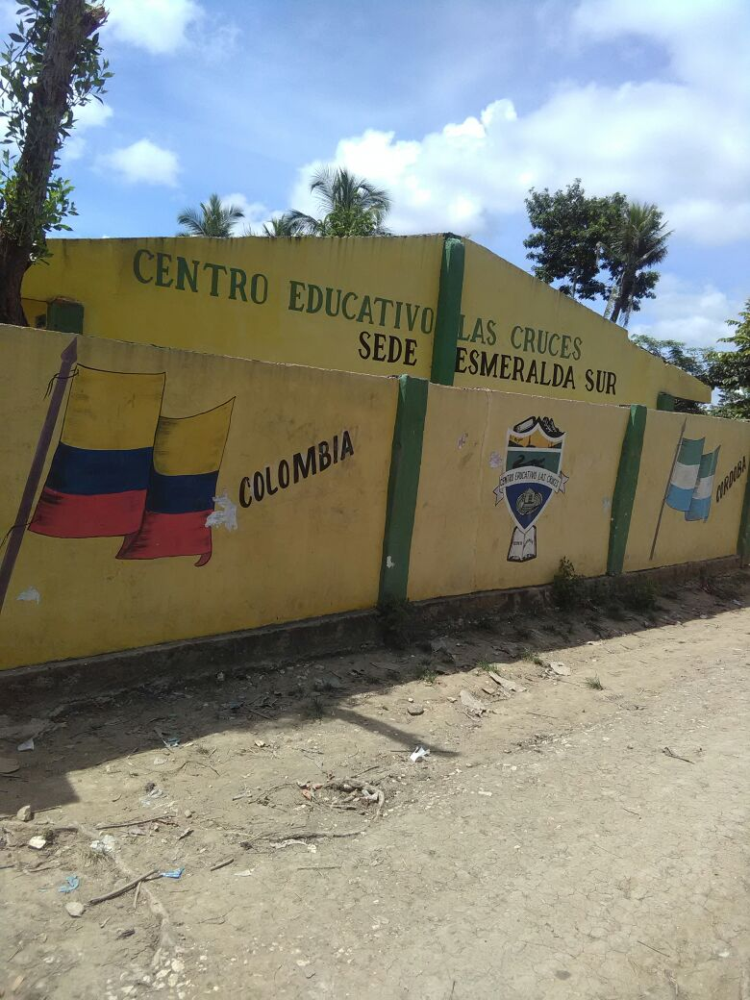 CENTRO EDUCATIVO LAS CRUCES
SEDE ESMERALDA SUR
COLOMBIA
CENTRO EDUCATIVO LAS CRUCES
CORDOBA